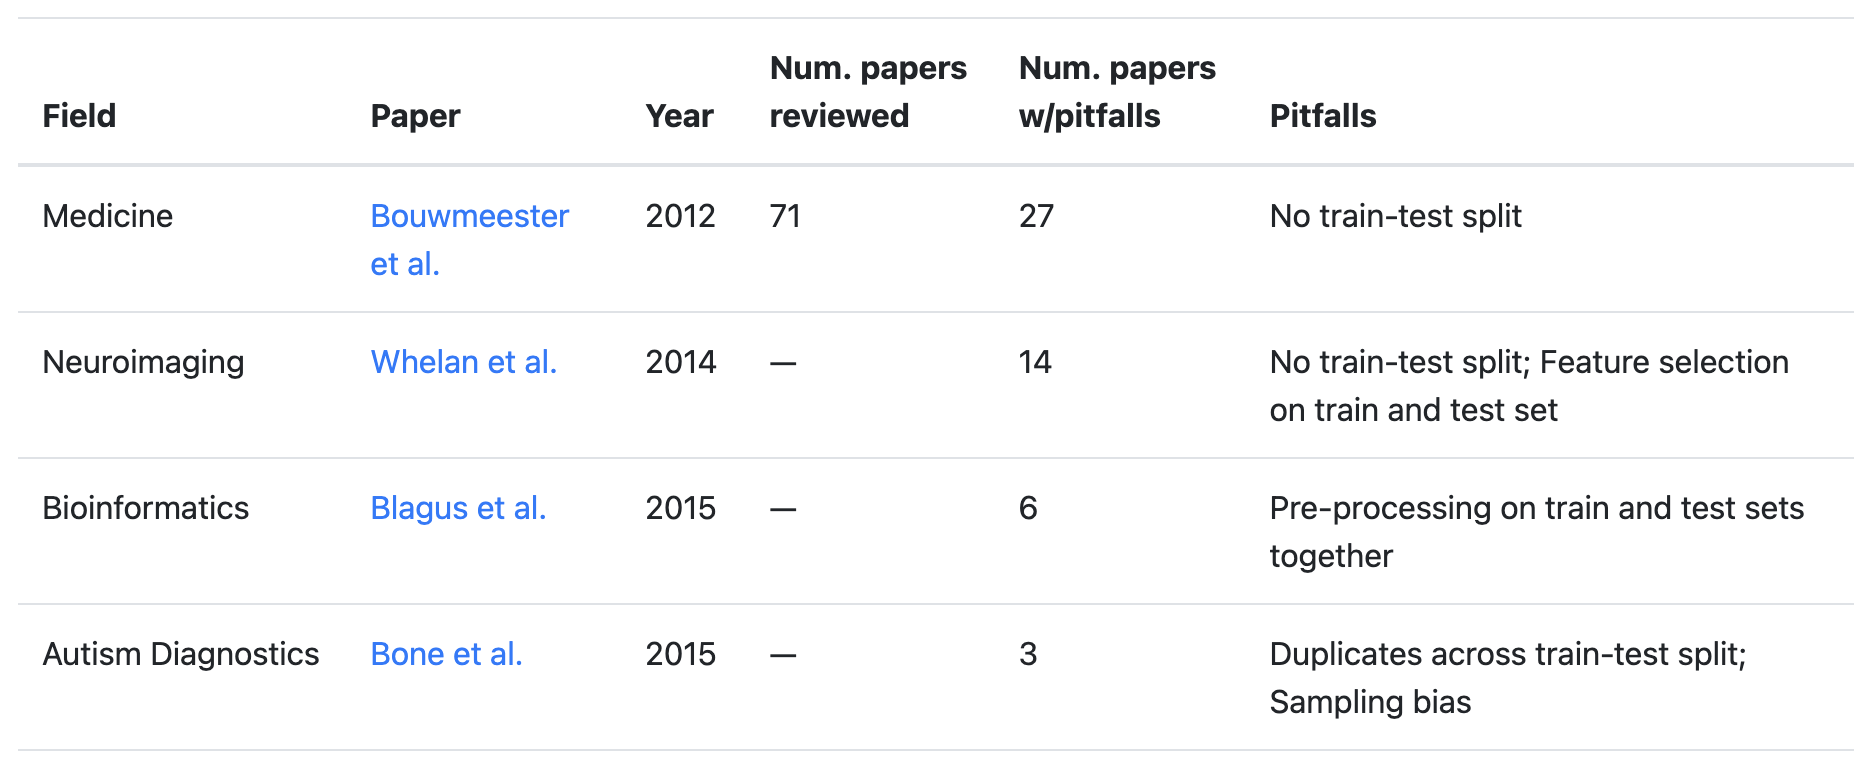 Field Paper Year Num. papers reviewed Num. papers w/pitfalls Pitfalls
Medicine Bouwmeester et al. 2012 71 27 No train-test split
Neuroimaging Whelan et al. 2014 — 14 No train-test split; Feature selection on train and test set
Bioinformatics Blagus et al. 2015 — 6 Pre-processing on train and test sets together
Autism Diagnostics Bone et al. 2015 — 3 Duplicates across train-test split; Sampling bias